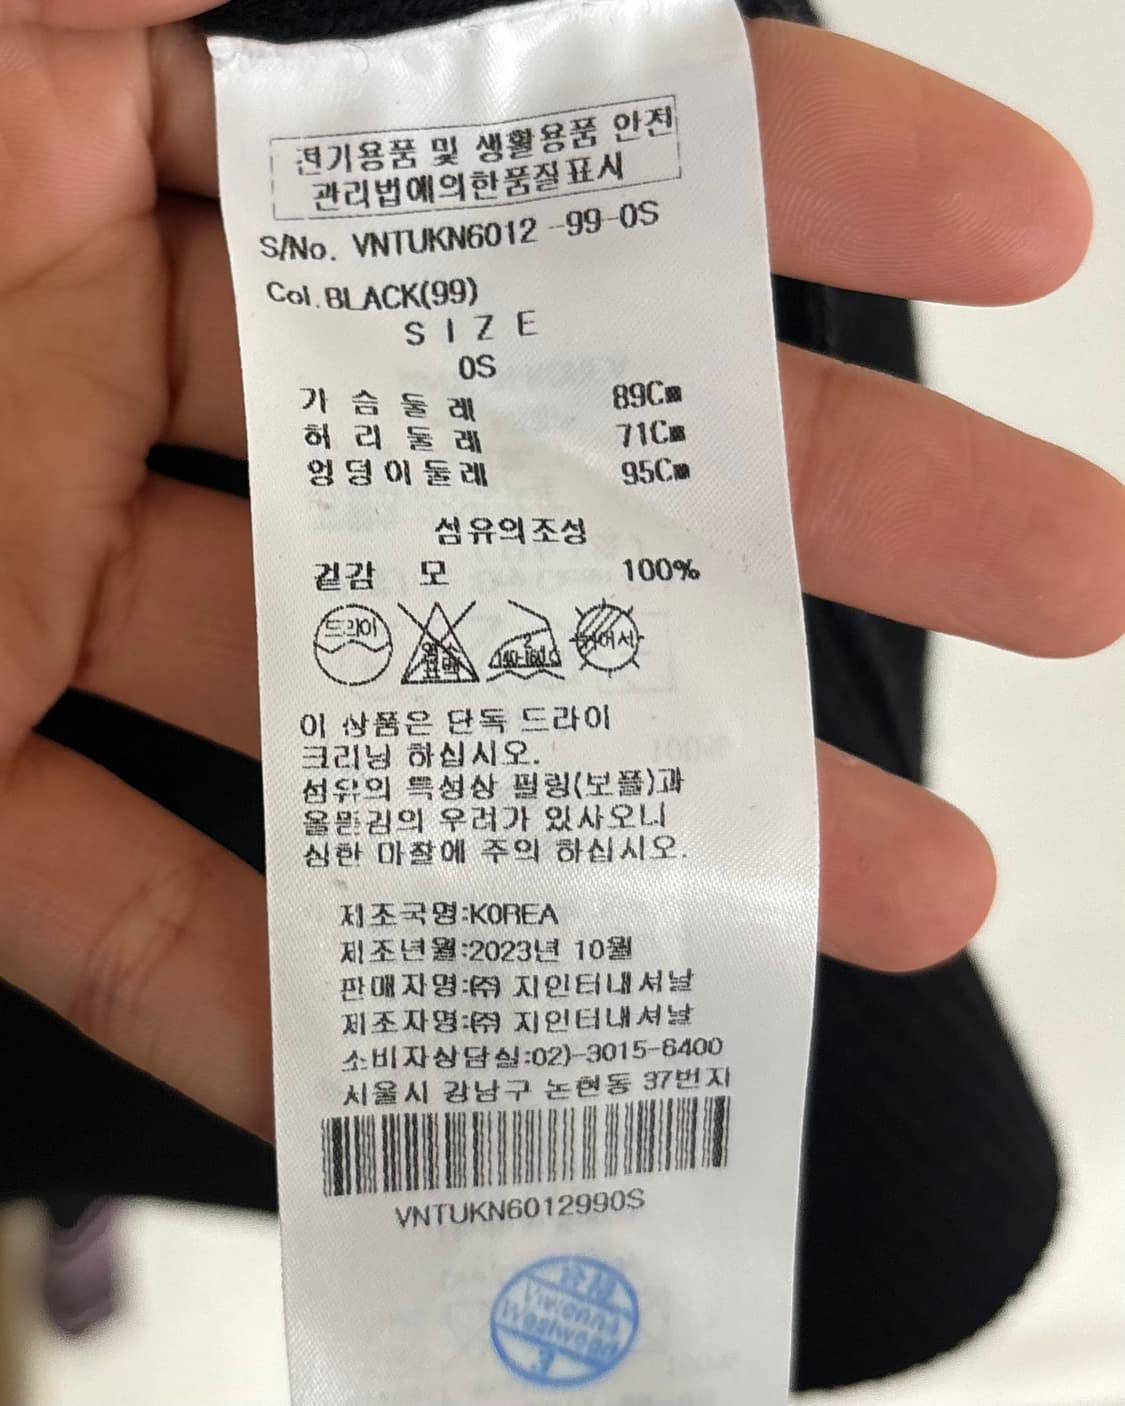 전기용품 및 생활용품 안전
관리법에의한품질표시
S/No. VNTUKN6012 -99-0S
Col.BLACK(99)
SIZE
0S
가슴둘레 89Cm
허리둘레 71Cm
엉덩이둘레 95Cm
섬유의조성
겉감 모 100%
드라이
140-160℃
뉘어서
이 상품은 단독 드라이
크리닝 하십시오.
섬유의 특성상 필링(보풀)과
올뜯김의 우려가 있사오니
심한 마찰에 주의 하십시오.
제조국명:KOREA
제조년월:2023년 10월
판매자명:㈜ 지인터내셔날
제조자명:㈜ 지인터내셔날
소비자상담실:02)-3015-6400
서울시 강남구 논현동 37번지
VNTUKN6012990S
Vivienne
Westwood